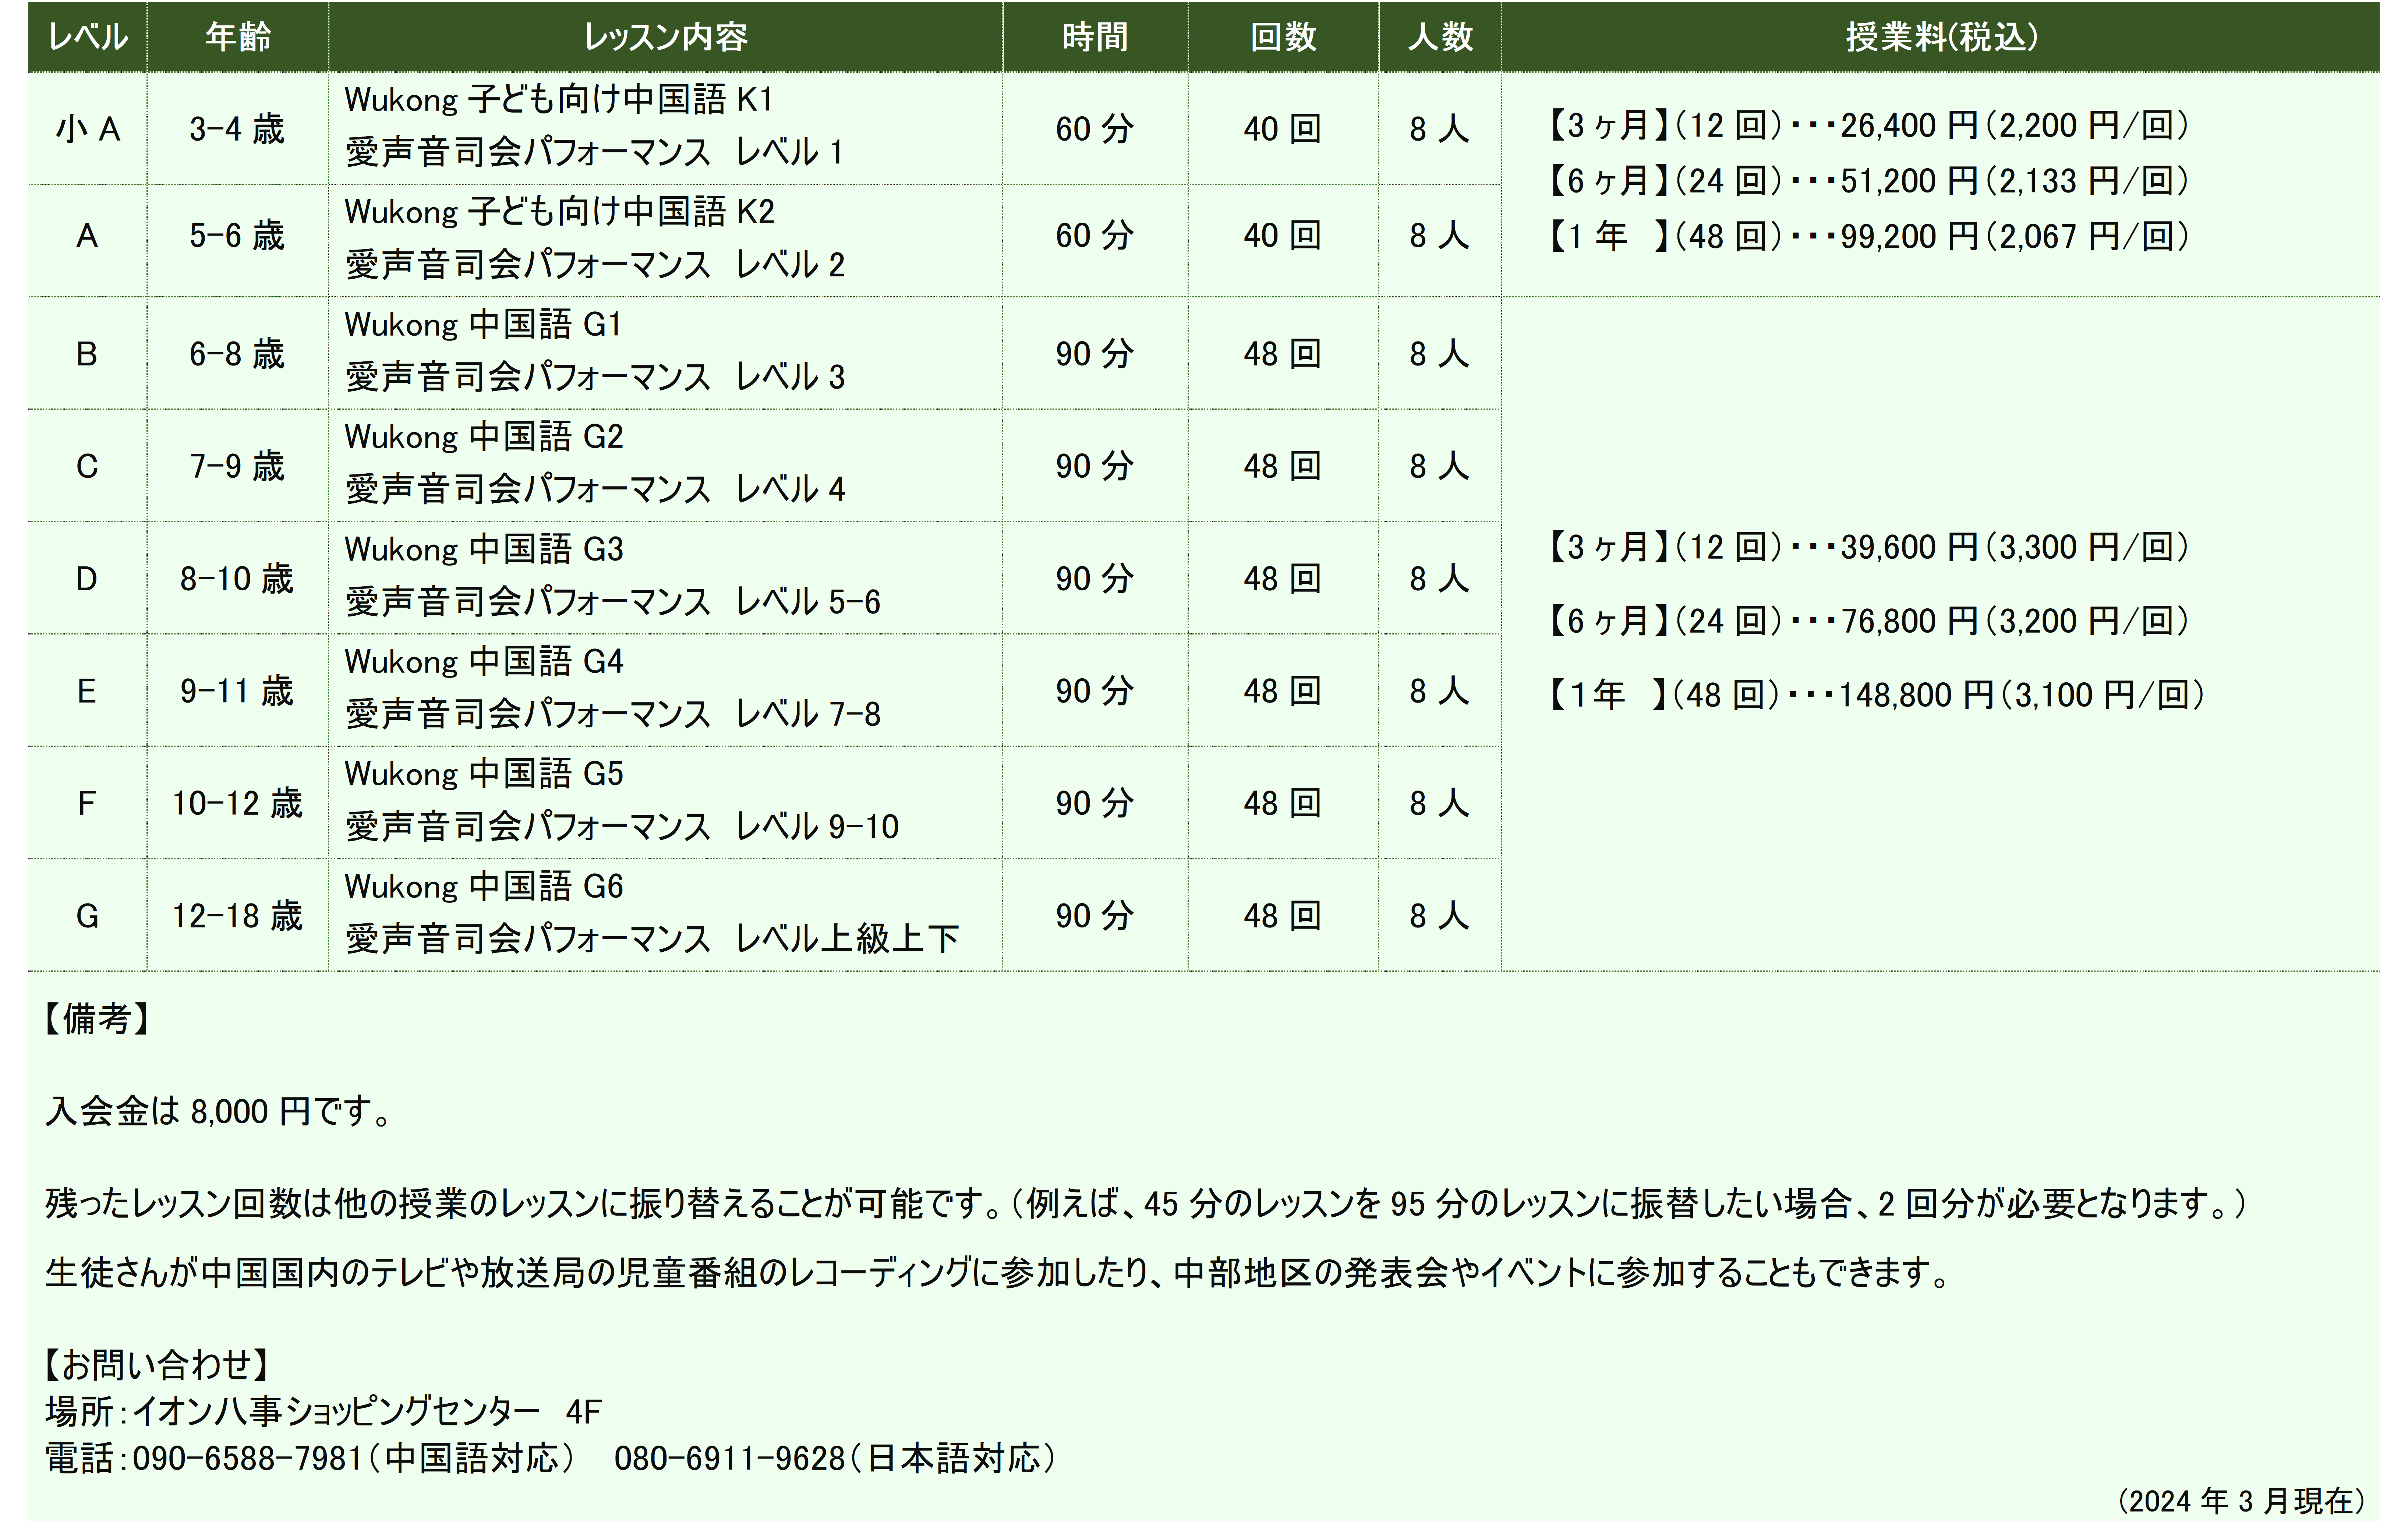 レベル 年齢 レッスン内容 時間 回数 人数 授業料(税込)
小 A 3-4 歳 Wukong 子ども向け中国語 K1
愛声音司会パフォーマンス レベル 1 60 分 40 回 8 人
A 5-6 歳 Wukong 子ども向け中国語 K2
愛声音司会パフォーマンス レベル 2 60 分 40 回 8 人
【3 ヶ月】(12 回)・・・26,400 円(2,200 円/回)
【6 ヶ月】(24 回)・・・51,200 円(2,133 円/回)
【1 年　】(48 回)・・・99,200 円(2,067 円/回)
B 6-8 歳 Wukong 中国語 G1
愛声音司会パフォーマンス レベル 3 90 分 48 回 8 人
C 7-9 歳 Wukong 中国語 G2
愛声音司会パフォーマンス レベル 4 90 分 48 回 8 人
D 8-10 歳 Wukong 中国語 G3
愛声音司会パフォーマンス レベル 5-6 90 分 48 回 8 人
E 9-11 歳 Wukong 中国語 G4
愛声音司会パフォーマンス レベル 7-8 90 分 48 回 8 人
F 10-12 歳 Wukong 中国語 G5
愛声音司会パフォーマンス レベル 9-10 90 分 48 回 8 人
G 12-18 歳 Wukong 中国語 G6
愛声音司会パフォーマンス レベル上級上下 90 分 48 回 8 人
【3 ヶ月】(12 回)・・・39,600 円(3,300 円/回)
【6 ヶ月】(24 回)・・・76,800 円(3,200 円/回)
【1年　】(48 回)・・・148,800 円(3,100 円/回)
【備考】
入会金は 8,000 円です。
残ったレッスン回数は他の授業のレッスンに振り替えることが可能です。(例えば、45 分のレッスンを 95 分のレッスンに振替したい場合、2 回分が必要となります。)
生徒さんが中国国内のテレビや放送局の児童番組のレコーディングに参加したり、中部地区の発表会やイベントに参加することもできます。
【お問い合わせ】
場所:イオン八事ショッピングセンター 4F
電話:090-6588-7981(中国語対応) 080-6911-9628(日本語対応)
(2024 年 3 月現在)